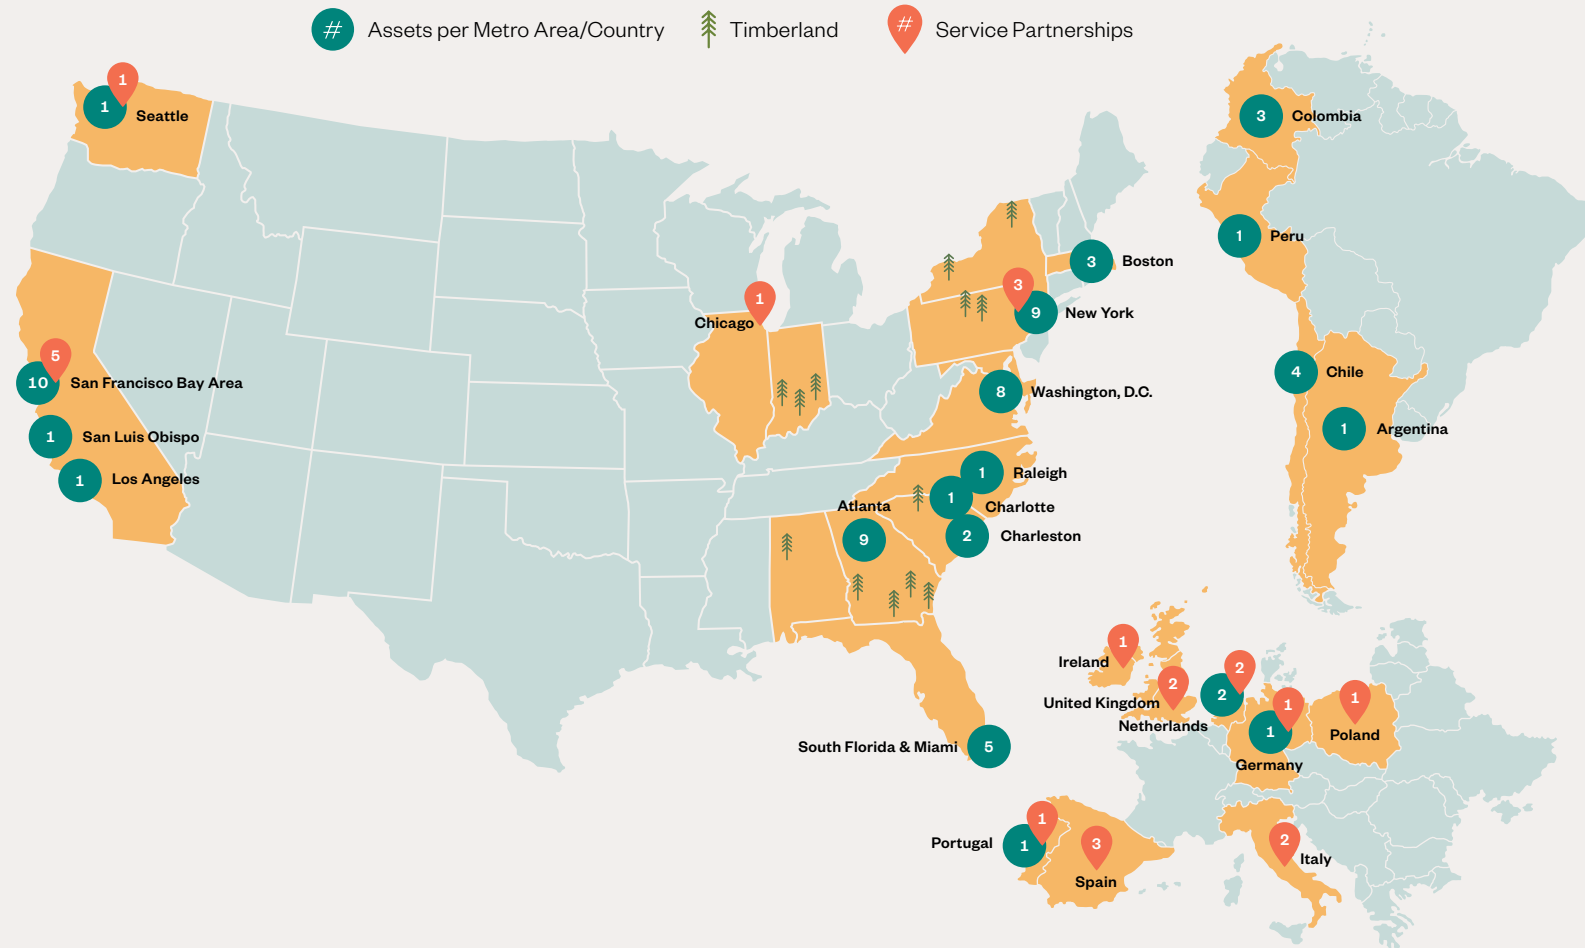 # Assets per Metro Area/Country
Timberland
# Service Partnerships
1
1
Seattle
3
Colombia
1
Peru
3
Boston
3
9
New York
1
Chicago
5
10
San Francisco Bay Area
4
Chile
8
Washington, D.C.
1
San Luis Obispo
1
Argentina
1
Los Angeles
1
Raleigh
1
Charlotte
Atlanta
9
2
Charleston
1
Ireland
2
United Kingdom
2
2
Netherlands
1
1
Germany
1
Poland
5
South Florida & Miami
1
1
Portugal
3
Spain
2
Italy